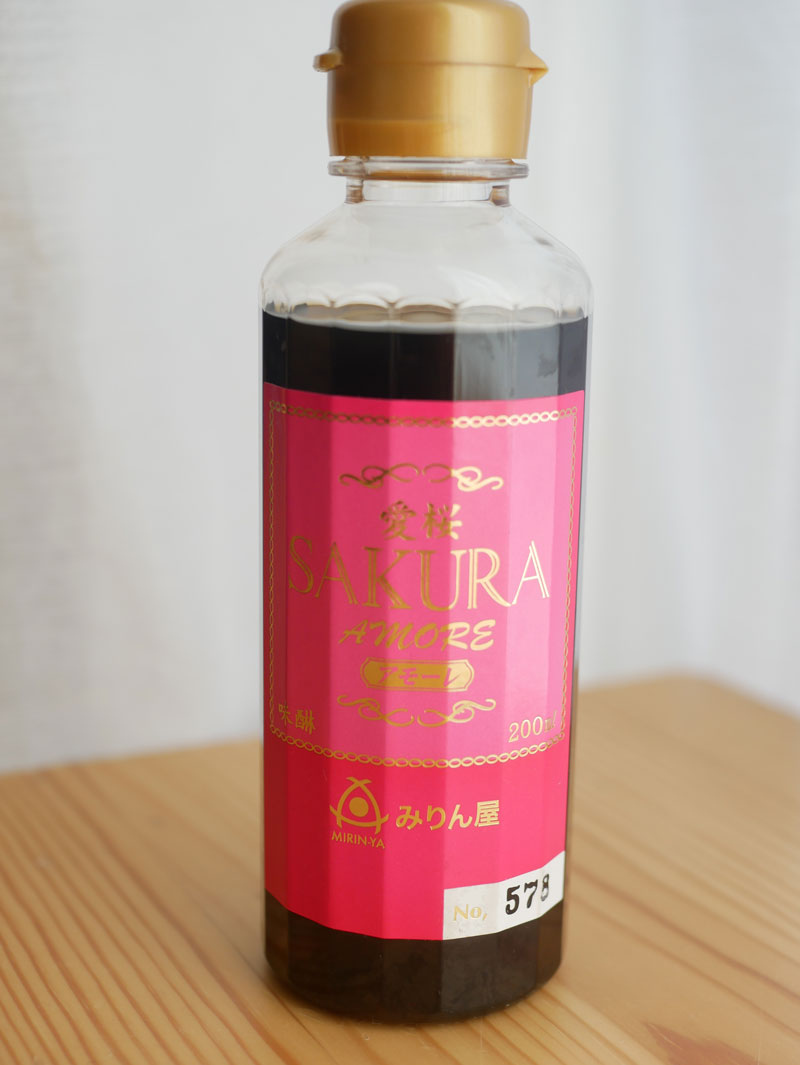 愛桜
SAKURA
AMORE
アモーレ
味醂 200ml
MIRIN-YA みりん屋
No, 578